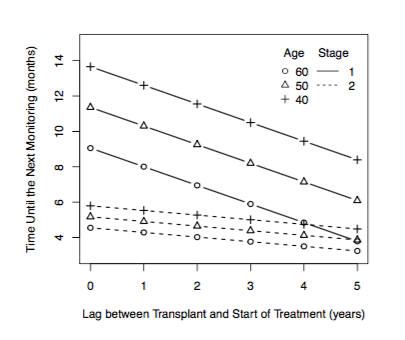 Time Until the Next Monitoring (months)
14
12
10
8
6
4
Age Stage
60 1
50 2
40
0 1 2 3 4 5
Lag between Transplant and Start of Treatment (years)